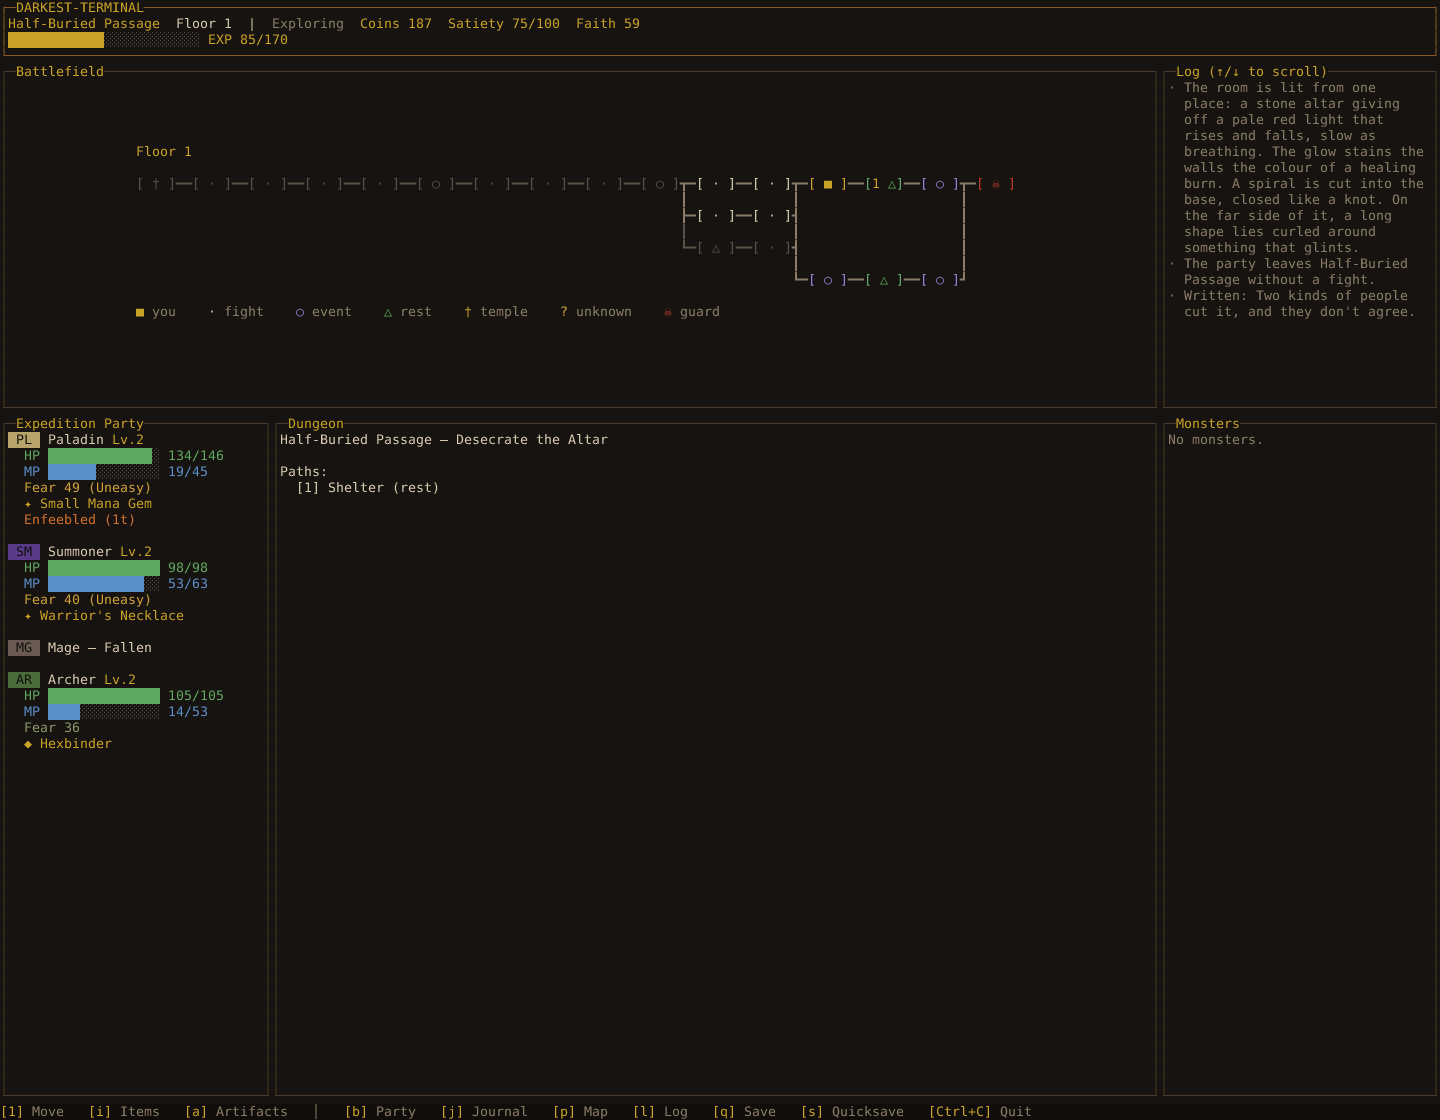 DARKEST-TERMINAL
Half-Buried Passage  Floor 1  |  Exploring  Coins 187  Satiety 75/100  Faith 59
EXP 85/170
Battlefield
Floor 1
[ † ]──[ · ]──[ · ]──[ · ]──[ · ]──[ ○ ]──[ · ]──[ · ]──[ · ]──[ ○ ]┬─[ · ]──[ · ]┬─[ ■ ]──[1 △]──[ ○ ]┬─[ ☠ ]
├─[ · ]──[ · ]┤
└─[ △ ]──[ · ]┤
└─[ ○ ]──[ △ ]──[ ○ ]┘
■ you  · fight  ○ event  △ rest  † temple  ? unknown  ☠ guard
Log (↑/↓ to scroll)
· The room is lit from one
place: a stone altar giving
off a pale red light that
rises and falls, slow as
breathing. The glow stains the
walls the colour of a healing
burn. A spiral is cut into the
base, closed like a knot. On
the far side of it, a long
shape lies curled around
something that glints.
· The party leaves Half-Buried
Passage without a fight.
· Written: Two kinds of people
cut it, and they don't agree.
Expedition Party
PL Paladin Lv.2
HP 134/146
MP 19/45
Fear 49 (Uneasy)
✦ Small Mana Gem
Enfeebled (1t)
SM Summoner Lv.2
HP 98/98
MP 53/63
Fear 40 (Uneasy)
✦ Warrior's Necklace
MG Mage — Fallen
AR Archer Lv.2
HP 105/105
MP 14/53
Fear 36
◆ Hexbinder
Dungeon
Half-Buried Passage — Desecrate the Altar
Paths:
[1] Shelter (rest)
Monsters
No monsters.
[1] Move  [i] Items  [a] Artifacts  │  [b] Party  [j] Journal  [p] Map  [l] Log  [q] Save  [s] Quicksave  [Ctrl+C] Quit